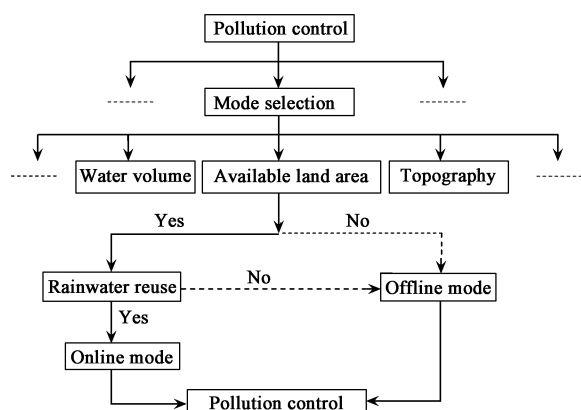 Pollution control
Mode selection
Water volume
Available land area
Topography
Yes
No
Rainwater reuse
No
Offline mode
Yes
Online mode
Pollution control